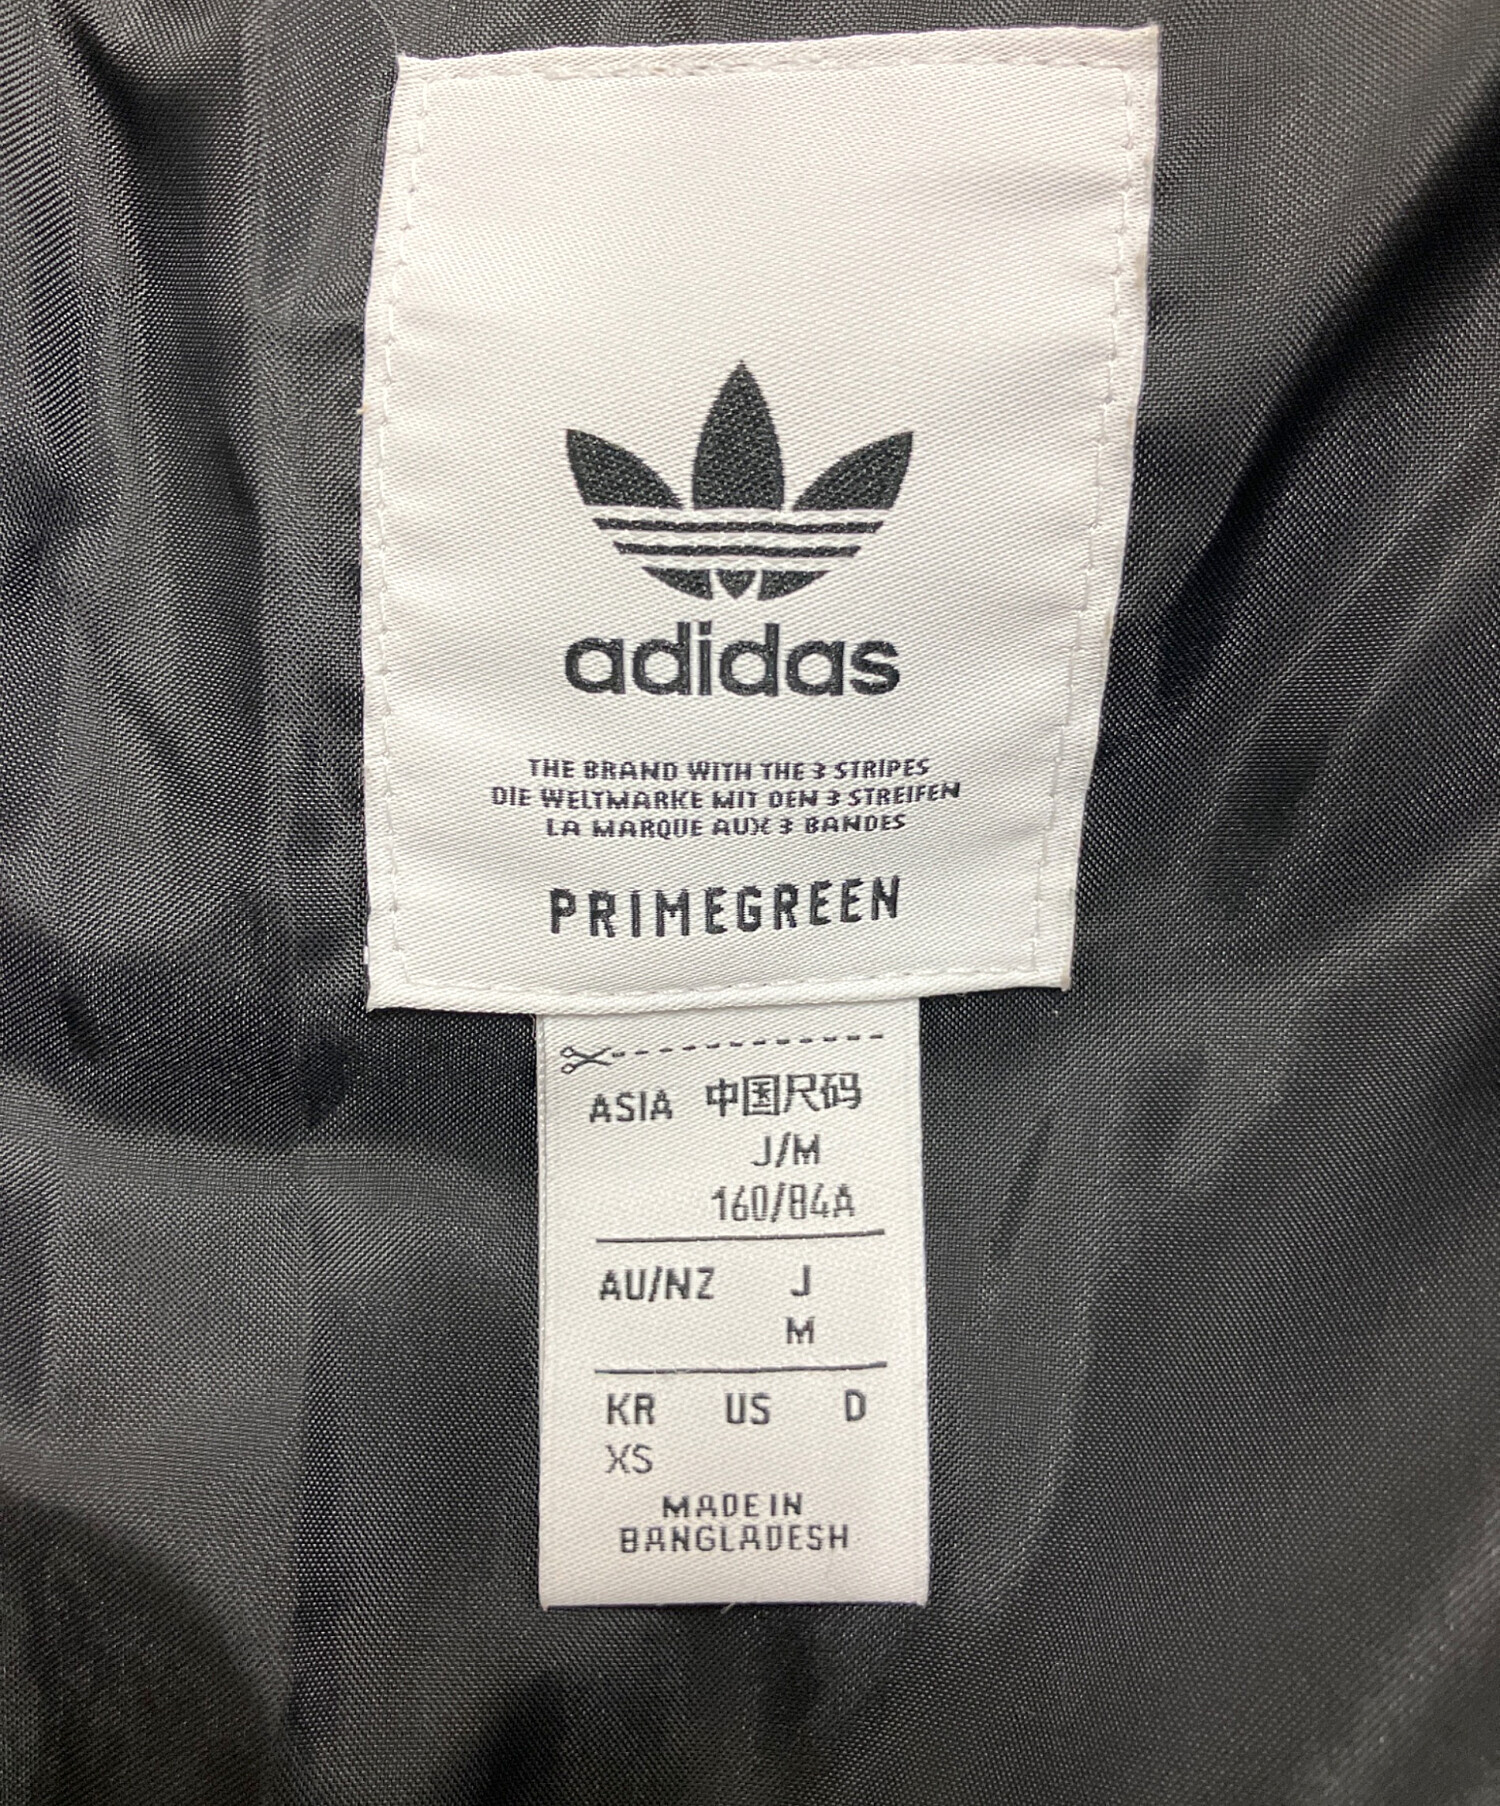 adidas
THE BRAND WITH THE 3 STRIPES
DIE WELTMARKE MIT DEN 3 STREIFEN
LA MARQUE AUX 3 BANDES
PRIMEGREEN
ASIA 中国尺码
J/M
160/84A
AU/NZ J
M
KR US D
XS
MADE IN
BANGLADESH